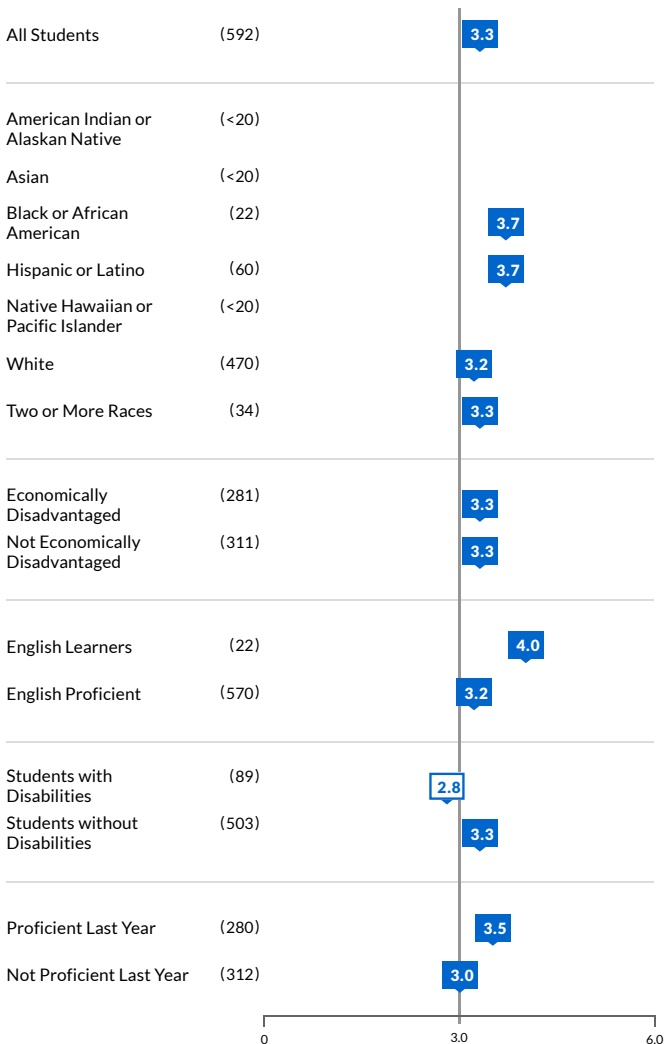 All Students (592) 3.3
American Indian or (<20)
Alaskan Native
Asian (<20)
Black or African (22) 3.7
American
Hispanic or Latino (60) 3.7
Native Hawaiian or (<20)
Pacific Islander
White (470) 3.2
Two or More Races (34) 3.3
Economically (281) 3.3
Disadvantaged
Not Economically (311) 3.3
Disadvantaged
English Learners (22) 4.0
English Proficient (570) 3.2
Students with (89) 2.8
Disabilities
Students without (503) 3.3
Disabilities
Proficient Last Year (280) 3.5
Not Proficient Last Year (312) 3.0
0 3.0 6.0